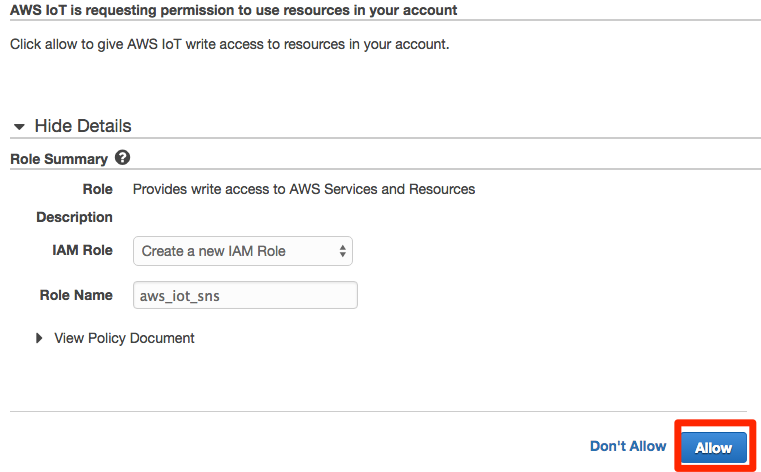 AWS IoT is requesting permission to use resources in your account
Click allow to give AWS IoT write access to resources in your account.
Hide Details
Role Summary ?
Role Provides write access to AWS Services and Resources
Description
IAM Role Create a new IAM Role
Role Name aws_iot_sns
View Policy Document
Don't Allow Allow